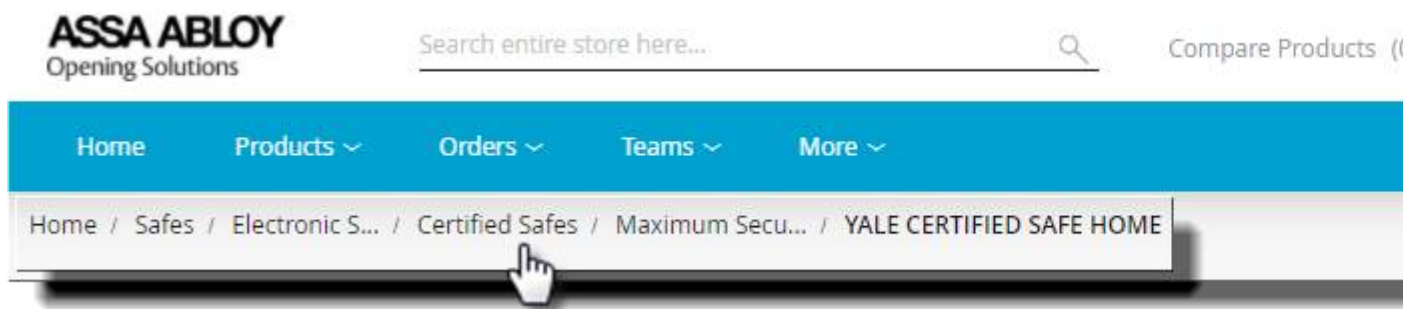 ASSA ABLOY
Opening Solutions
Search entire store here...
Compare Products (0
Home Products Orders Teams More
Home / Safes / Electronic S... / Certified Safes / Maximum Secu... / YALE CERTIFIED SAFE HOME